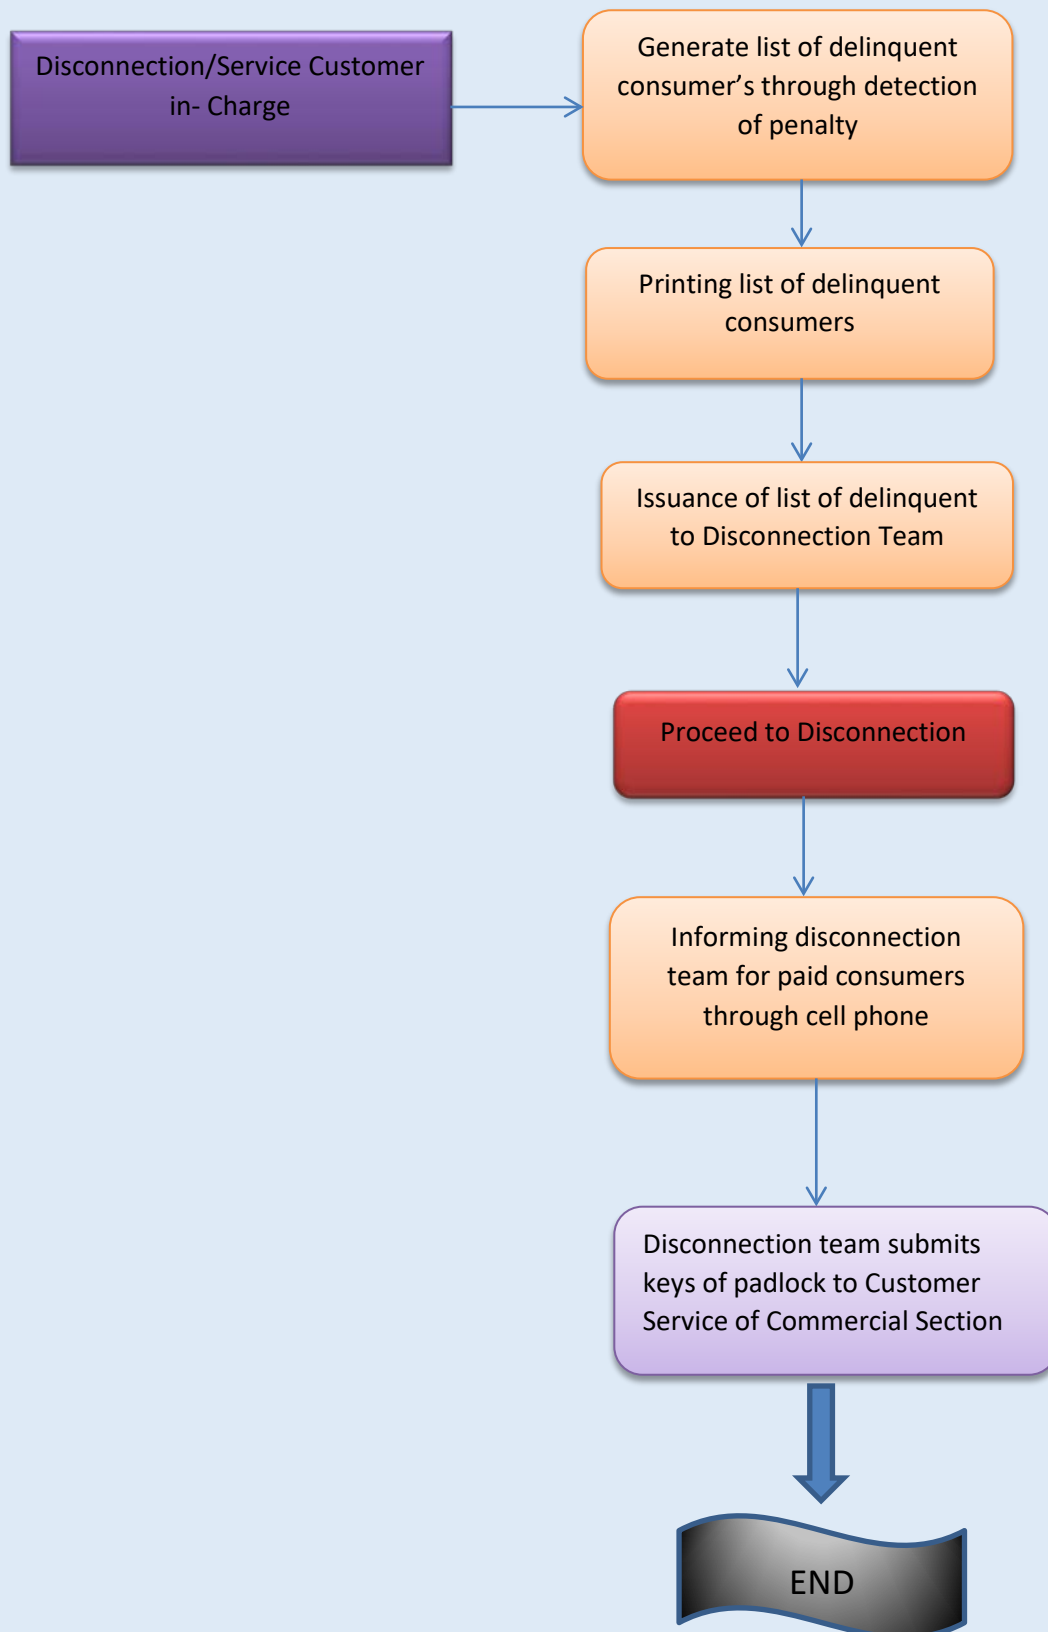 Disconnection/Service Customer
in- Charge
Generate list of delinquent
consumer’s through detection
of penalty
Printing list of delinquent
consumers
Issuance of list of delinquent
to Disconnection Team
Proceed to Disconnection
Informing disconnection
team for paid consumers
through cell phone
Disconnection team submits
keys of padlock to Customer
Service of Commercial Section
END